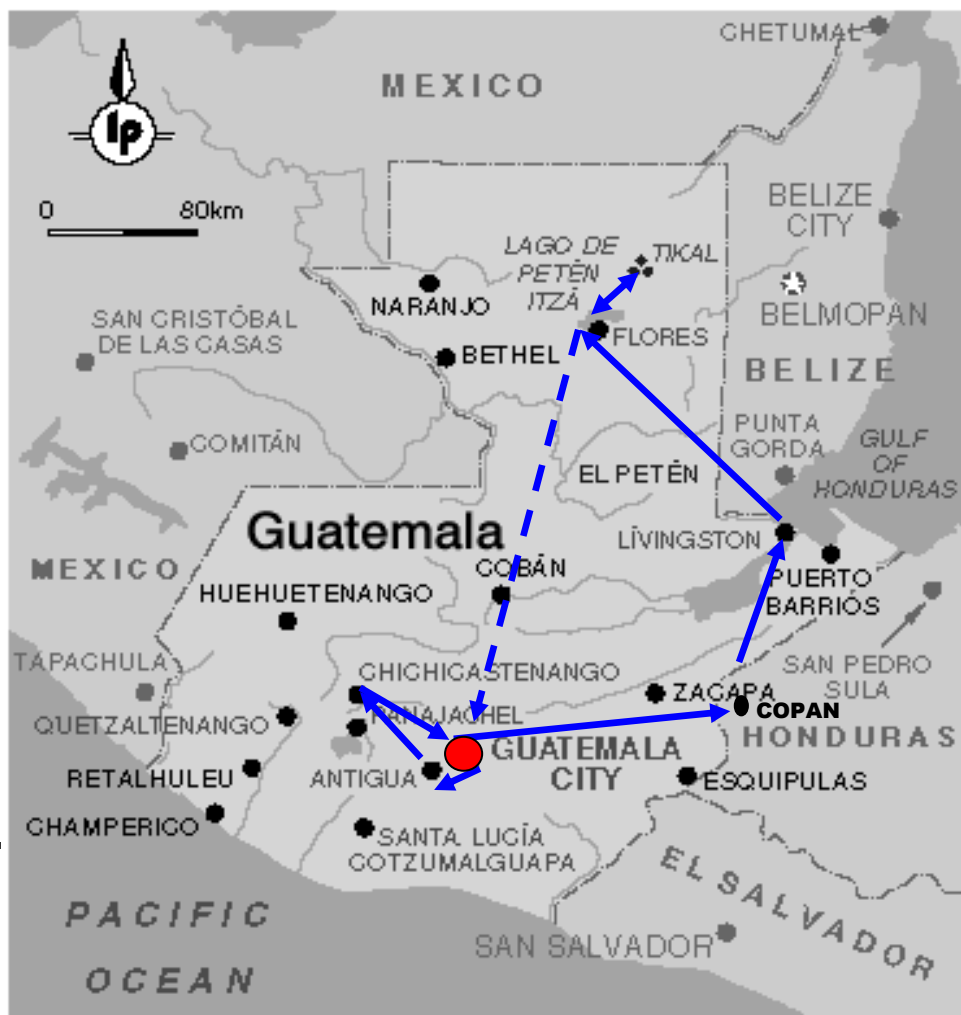 CHETUMAL
MEXICO
lp
0 80km
BELIZE
CITY
LAGO DE
PETÉN
ITZÁ
TIKAL
NARANJO
BELMOPAN
SAN CRISTÓBAL
DE LAS CASAS
FLORES
BETHEL
BELIZE
PUNTA
GORDA
COMITÁN
GULF
OF
HONDURAS
EL PETÉN
Guatemala
LÍVINGSTON
MEXICO
COBÁN
PUERTO
BARRIÓS
HUEHUETENANGO
TAPACHULA
CHICHICASTENANGO
SAN PEDRO
SULA
ZACAPA
COPAN
QUETZALTENANGO
PANAJACHEL
HONDURAS
GUATEMALA
CITY
RETALHULEU
ANTIGUA
ESQUIPULAS
CHAMPERICO
SANTA LUCÍA
COTZUMALGUAPA
EL SALVADOR
PACIFIC
OCEAN
SAN SALVADOR